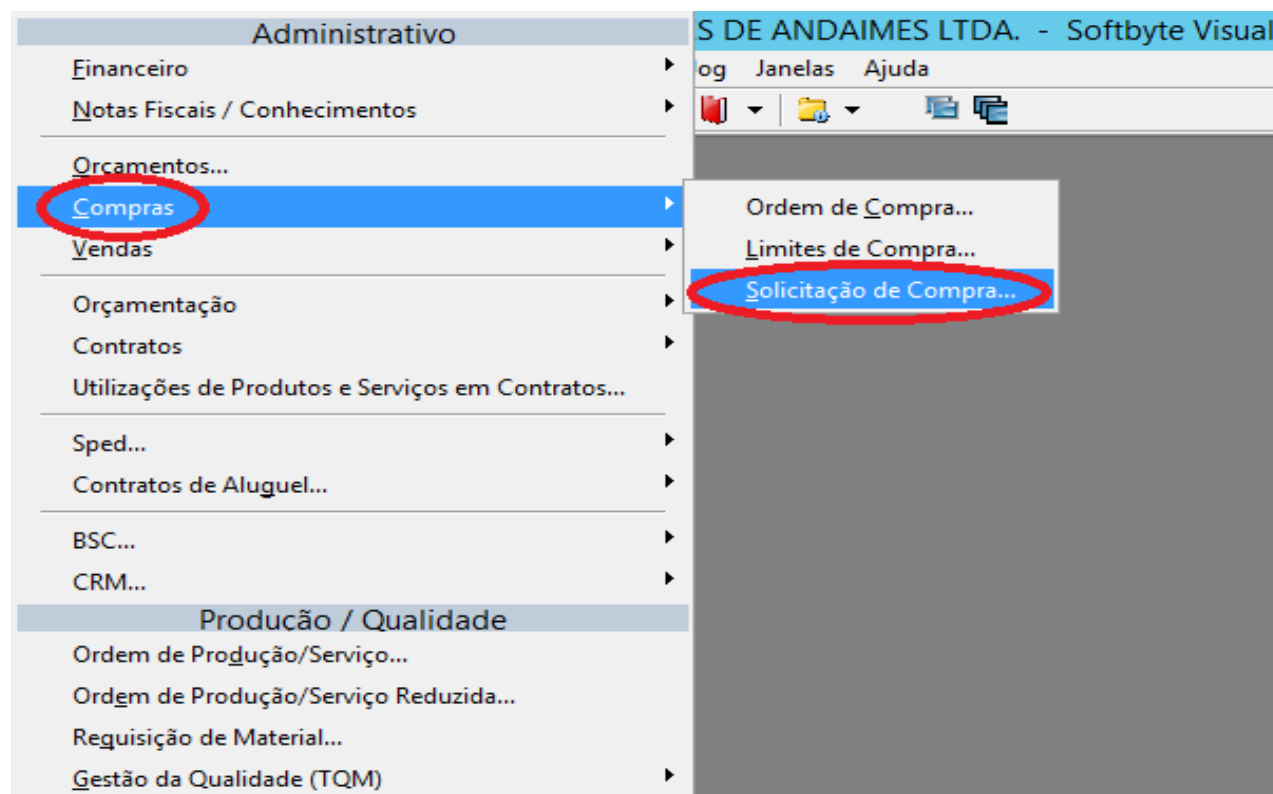 Administrativo
S DE ANDAIMES LTDA. - Softbyte Visual
Financeiro
og Janelas Ajuda
Notas Fiscais / Conhecimentos
Orçamentos...
Compras
Ordem de Compra...
Vendas
Limites de Compra...
Solicitação de Compra...
Orçamentação
Contratos
Utilizações de Produtos e Serviços em Contratos...
Sped...
Contratos de Aluguel...
BSC...
CRM...
Produção / Qualidade
Ordem de Produção/Serviço...
Ordem de Produção/Serviço Reduzida...
Requisição de Material...
Gestão da Qualidade (TQM)